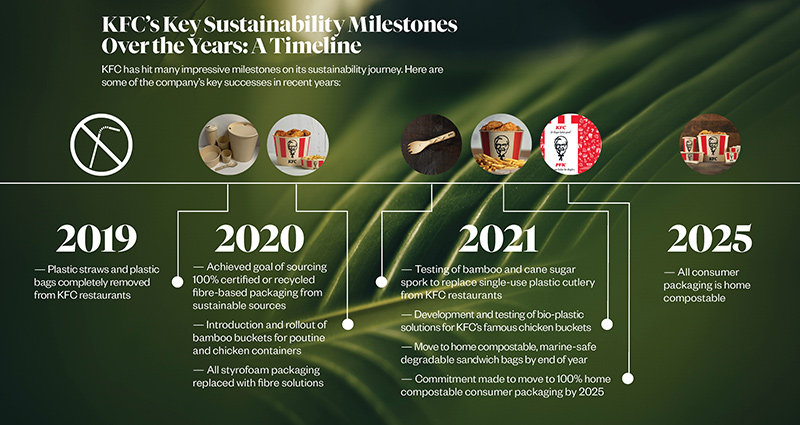 KFC's Key Sustainability Milestones
Over the Years: A Timeline
KFC has hit many impressive milestones on its sustainability journey. Here are
some of the company's key successes in recent years:
KFC
KFC
PFK
KFC
2019
— Plastic straws and plastic
bags completely removed
from KFC restaurants
2020
— Achieved goal of sourcing
100% certified or recycled
fibre-based packaging from
sustainable sources
— Introduction and rollout of
bamboo buckets for poutine
and chicken containers
— All styrofoam packaging
replaced with fibre solutions
2021
— Testing of bamboo and cane sugar
spork to replace single-use plastic cutlery
from KFC restaurants
— Development and testing of bio-plastic
solutions for KFC's famous chicken buckets
— Move to home compostable, marine-safe
degradable sandwich bags by end of year
— Commitment made to move to 100% home
compostable consumer packaging by 2025
2025
— All consumer
packaging is home
compostable